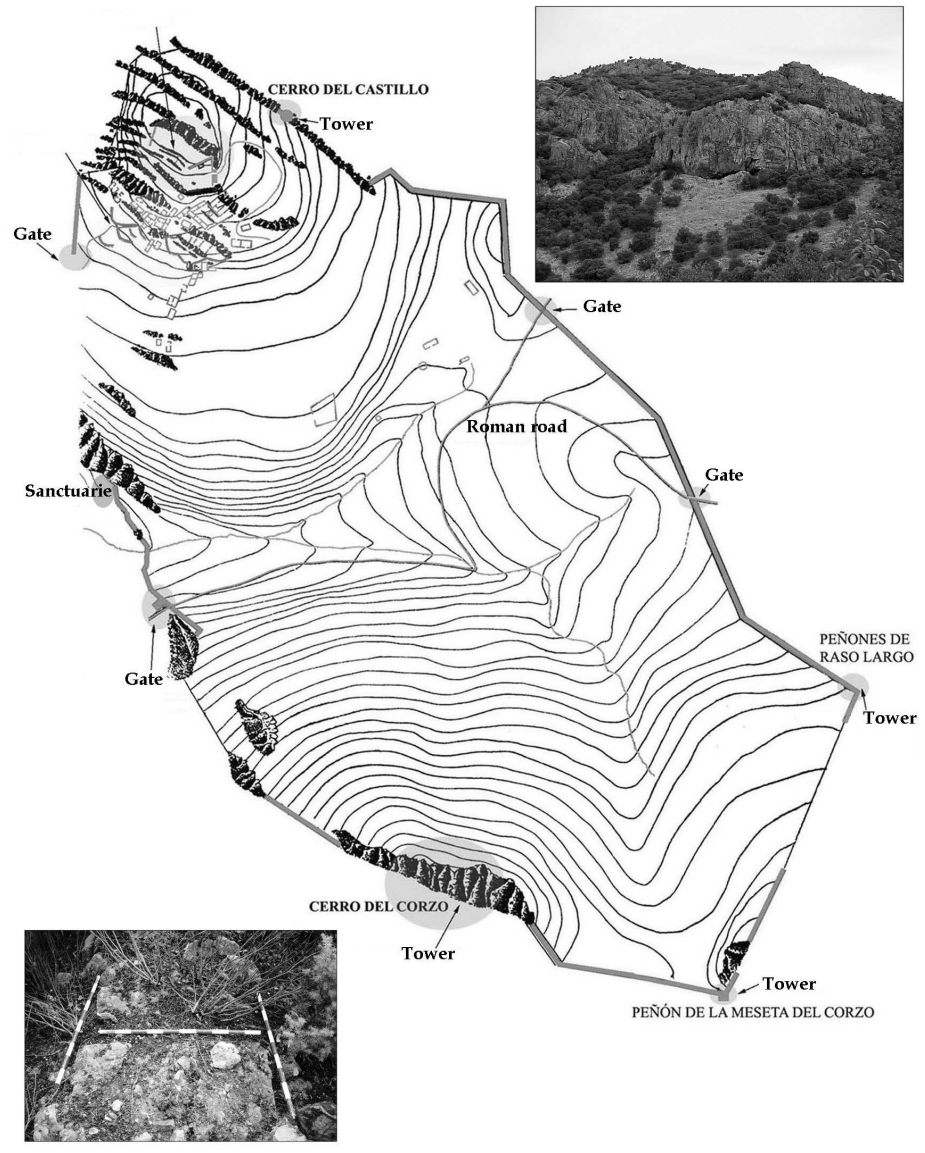 CERRO DEL CASTILLO
Tower
Gate
Gate
Roman road
Gate
Sanctuarie
Gate
PEÑONES DE
RASO LARGO
Tower
CERRO DEL CORZO
Tower
Tower
PEÑÓN DE LA MESETA DEL CORZO